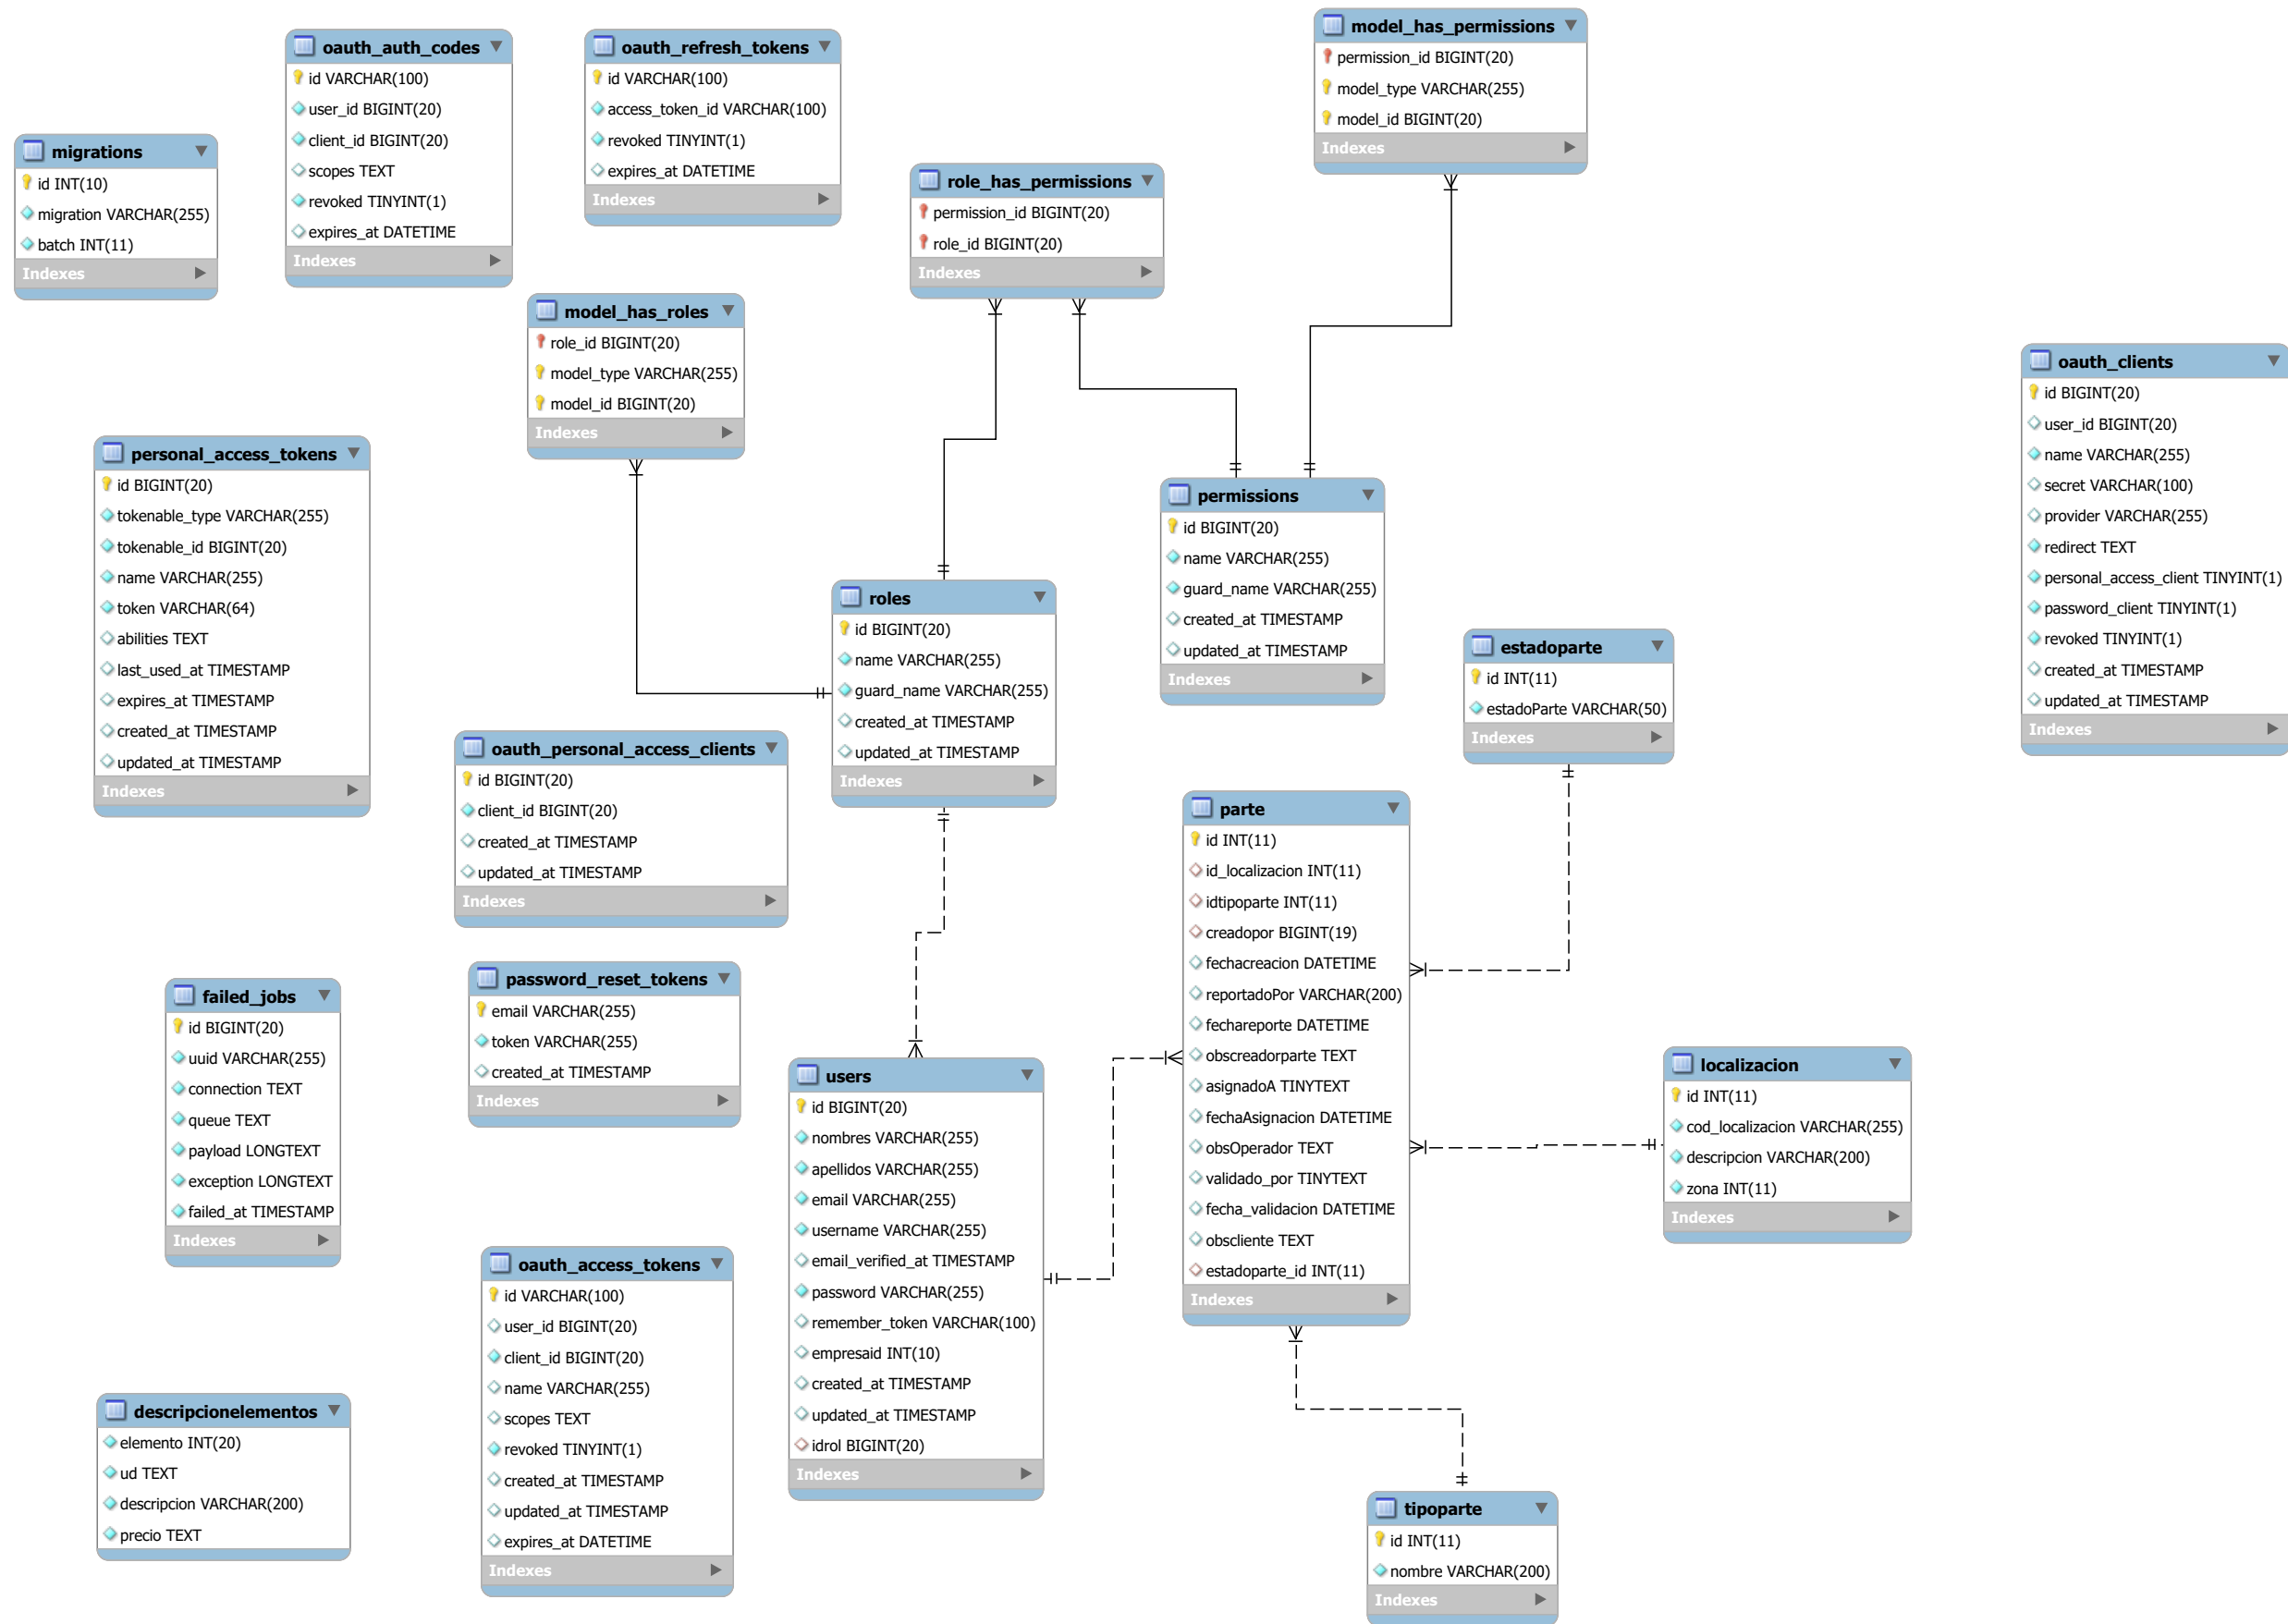 migrations
id INT(10)
migration VARCHAR(255)
batch INT(11)
Indexes
oauth_auth_codes
id VARCHAR(100)
user_id BIGINT(20)
client_id BIGINT(20)
scopes TEXT
revoked TINYINT(1)
expires_at DATETIME
Indexes
oauth_refresh_tokens
id VARCHAR(100)
access_token_id VARCHAR(100)
revoked TINYINT(1)
expires_at DATETIME
Indexes
model_has_permissions
permission_id BIGINT(20)
model_type VARCHAR(255)
model_id BIGINT(20)
Indexes
role_has_permissions
permission_id BIGINT(20)
role_id BIGINT(20)
Indexes
model_has_roles
role_id BIGINT(20)
model_type VARCHAR(255)
model_id BIGINT(20)
Indexes
oauth_clients
id BIGINT(20)
user_id BIGINT(20)
name VARCHAR(255)
secret VARCHAR(100)
provider VARCHAR(255)
redirect TEXT
personal_access_client TINYINT(1)
password_client TINYINT(1)
revoked TINYINT(1)
created_at TIMESTAMP
updated_at TIMESTAMP
Indexes
personal_access_tokens
id BIGINT(20)
tokenable_type VARCHAR(255)
tokenable_id BIGINT(20)
name VARCHAR(255)
token VARCHAR(64)
abilities TEXT
last_used_at TIMESTAMP
expires_at TIMESTAMP
created_at TIMESTAMP
updated_at TIMESTAMP
Indexes
permissions
id BIGINT(20)
name VARCHAR(255)
guard_name VARCHAR(255)
created_at TIMESTAMP
updated_at TIMESTAMP
Indexes
roles
id BIGINT(20)
name VARCHAR(255)
guard_name VARCHAR(255)
created_at TIMESTAMP
updated_at TIMESTAMP
Indexes
estadoparte
id INT(11)
estadoParte VARCHAR(50)
Indexes
oauth_personal_access_clients
id BIGINT(20)
client_id BIGINT(20)
created_at TIMESTAMP
updated_at TIMESTAMP
Indexes
parte
id INT(11)
id_localizacion INT(11)
idtipoparte INT(11)
creadopor BIGINT(19)
fechacreacion DATETIME
reportadoPor VARCHAR(200)
fechareporte DATETIME
obscreadorparte TEXT
asignadoA TINYTEXT
fechaAsignacion DATETIME
obsOperador TEXT
validado_por TINYTEXT
fecha_validacion DATETIME
obscliente TEXT
estadoparte_id INT(11)
Indexes
failed_jobs
id BIGINT(20)
uuid VARCHAR(255)
connection TEXT
queue TEXT
payload LONGTEXT
exception LONGTEXT
failed_at TIMESTAMP
Indexes
password_reset_tokens
email VARCHAR(255)
token VARCHAR(255)
created_at TIMESTAMP
Indexes
users
id BIGINT(20)
nombres VARCHAR(255)
apellidos VARCHAR(255)
email VARCHAR(255)
username VARCHAR(255)
email_verified_at TIMESTAMP
password VARCHAR(255)
remember_token VARCHAR(100)
empresaid INT(10)
created_at TIMESTAMP
updated_at TIMESTAMP
idrol BIGINT(20)
Indexes
localizacion
id INT(11)
cod_localizacion VARCHAR(255)
descripcion VARCHAR(200)
zona INT(11)
Indexes
oauth_access_tokens
id VARCHAR(100)
user_id BIGINT(20)
client_id BIGINT(20)
name VARCHAR(255)
scopes TEXT
revoked TINYINT(1)
created_at TIMESTAMP
updated_at TIMESTAMP
expires_at DATETIME
Indexes
descripcionelementos
elemento INT(20)
ud TEXT
descripcion VARCHAR(200)
precio TEXT
tipoparte
id INT(11)
nombre VARCHAR(200)
Indexes